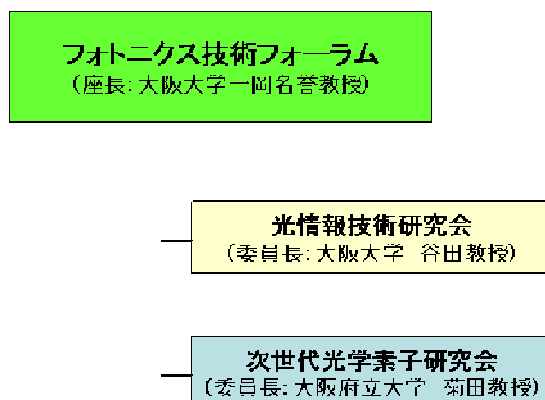 フォトニクス技術フォーラム
(座長: 大阪大学一岡名誉教授)
光情報技術研究会
(委員長: 大阪大学 谷田教授)
次世代光学素子研究会
(委員長: 大阪府立大学 菊田教授)